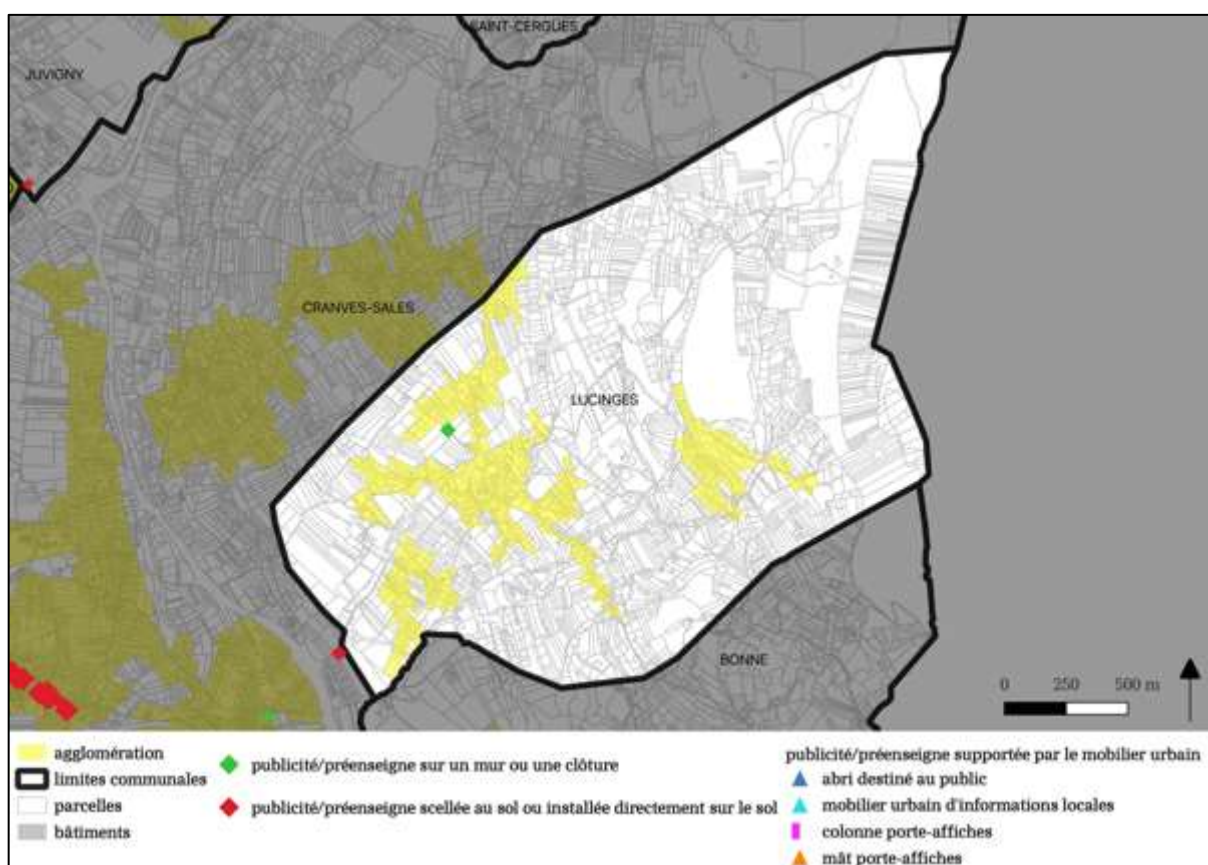 SAINT-CERGUES
JUVIGNY
CRANVES-SALES
LUCINGES
BONNE
0 250 500 m
agglomération
limites communales
parcelles
bâtiments
publicité/préenseigne sur un mur ou une clôture
publicité/préenseigne scellée au sol ou installée directement sur le sol
publicité/préenseigne supportée par le mobilier urbain
abri destiné au public
mobilier urbain d'informations locales
colonne porte-affiches
mât porte-affiches